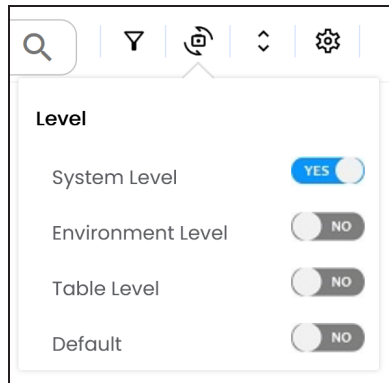 Level
System Level YES
Environment Level NO
Table Level NO
Default NO